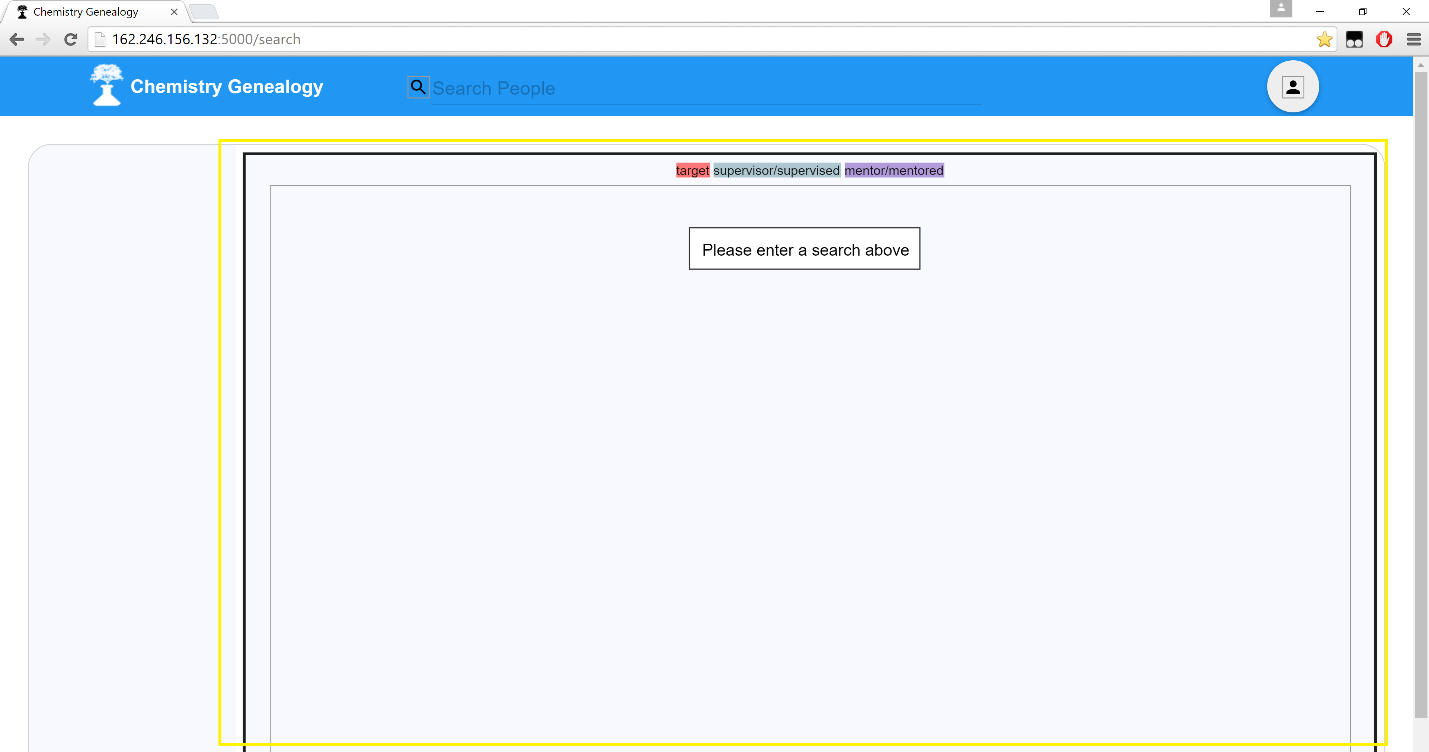 Chemistry Genealogy
162.246.156.132:5000/search
Chemistry Genealogy
Search People
target supervisor/supervised mentor/mentored
Please enter a search above